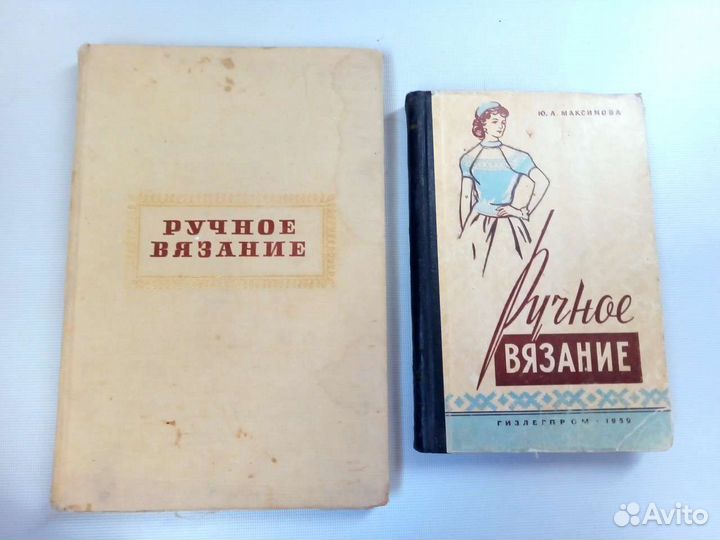 РУЧНОЕ
ВЯЗАНИЕ
Ю. А. МАКСИМОВА
Ручное
ВЯЗАНИЕ
ГИЗЛЕГПРОМ - 1959
Avito